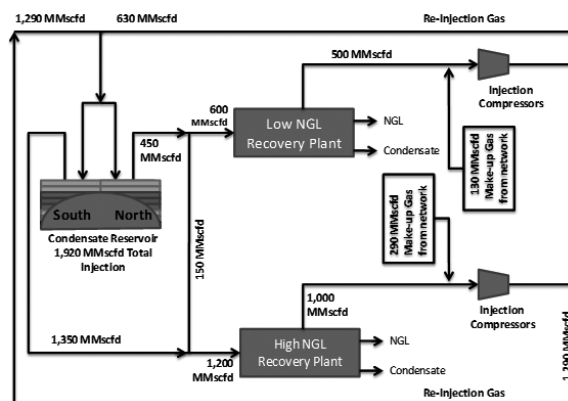 1,290 MMscfd
630 MMscfd
Re-Injection Gas
500 MMscfd
Injection
Compressors
600
MMscfd
Low NGL
Recovery Plant
NGL
Condensate
450
MMscfd
130 MMscfd
Make-up Gas
from network
South
North
Condensate Reservoir
1,920 MMscfd Total
Injection
150 MMscfd
290 MMscfd
Make-up Gas
from network
1,000
MMscfd
Injection
Compressors
1,350 MMscfd
1,200
MMscfd
High NGL
Recovery Plant
NGL
Condensate
1,290 MMscfd
Re-Injection Gas